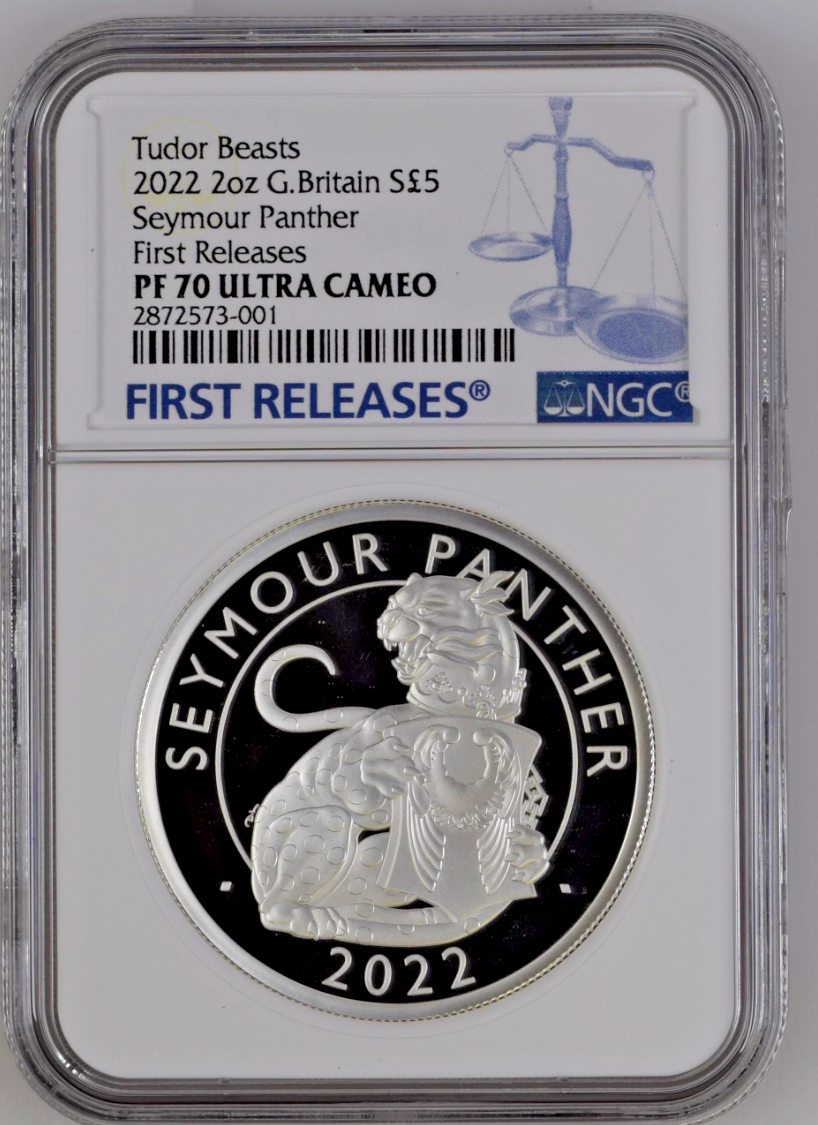 Tudor Beasts
2022 2oz G.Britain S£5
Seymour Panther
First Releases
PF 70 ULTRA CAMEO
2872573-001
FIRST RELEASES®
NGC®
SEYMOUR PANTHER
2022